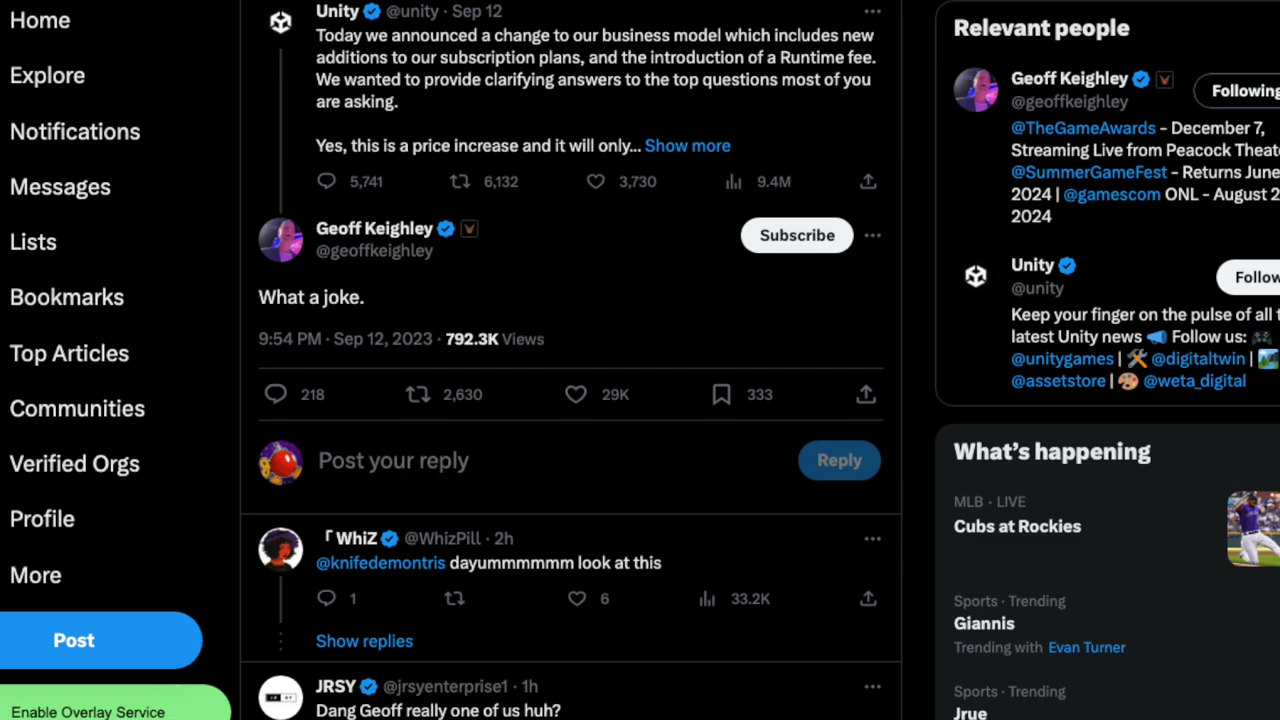 Home
Explore
Notifications
Messages
Lists
Bookmarks
Top Articles
Communities
Verified Orgs
Profile
More
Post
Enable Overlay Service
Unity @unity · Sep 12
Today we announced a change to our business model which includes new
additions to our subscription plans, and the introduction of a Runtime fee.
We wanted to provide clarifying answers to the top questions most of you
are asking.
Yes, this is a price increase and it will only... Show more
5,741 6,132 3,730 9.4M
Geoff Keighley
@geoffkeighley
Subscribe
What a joke.
9:54 PM · Sep 12, 2023 · 792.3K Views
218 2,630 29K 333
Post your reply
Reply
「 WhiZ @WhizPill · 2h
@knifedemontris dayummmmmm look at this
1 6 33.2K
Show replies
JRSY @jrsyenterprise1 · 1h
Dang Geoff really one of us huh?
Relevant people
Geoff Keighley
@geoffkeighley
Following
@TheGameAwards – December 7,
Streaming Live from Peacock Theat
@SummerGameFest – Returns June
2024 | @gamescom ONL – August 2
2024
Unity
@unity
Follow
Keep your finger on the pulse of all t
latest Unity news 📣 Follow us: 🎮
@unitygames | 🛠️ @digitaltwin | 🏞️
@assetstore | 🎨 @weta_digital
What's happening
MLB · LIVE
Cubs at Rockies
Sports · Trending
Giannis
Trending with Evan Turner
Sports · Trending
Jrue